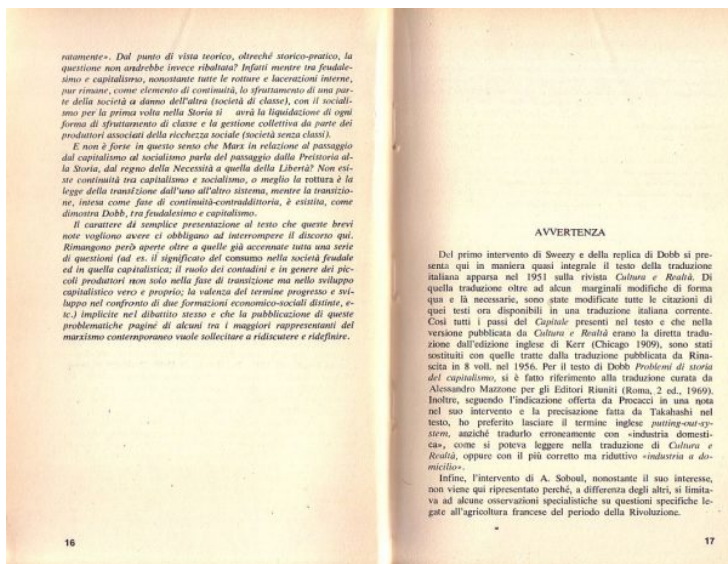 ratamente». Dal punto di vista teorico, oltreché storico-pratico, la
questione non andrebbe invece ribaltata? Infatti mentre tra feudale-
simo e capitalismo, nonostante tutte le rotture e lacerazioni interne,
pur rimane, come elemento di continuità, lo sfruttamento di una par-
te della società a danno dell'altra (società di classe), con il sociali-
smo per la prima volta nella Storia si avrà la liquidazione di ogni
forma di sfruttamento di classe e la gestione collettiva da parte dei
produttori associati della ricchezza sociale (società senza classi).
E non è forse in questo senso che Marx in relazione al passaggio
dal capitalismo al socialismo parla del passaggio dalla Preistoria al-
la Storia, dal regno della Necessità a quella della Libertà? Non esi-
ste continuità tra capitalismo e socialismo, o meglio la rottura è la
legge della transizione dall'uno all'altro sistema, mentre la transizio-
ne, intesa come fase di continuità-contraddittoria, è esistita, come
dimostra Dobb, tra feudalesimo e capitalismo.
Il carattere di semplice presentazione al testo che queste brevi
note vogliono avere ci obbligano ad interrompere il discorso qui.
Rimangono però aperte oltre a quelle già accennate tutta una serie
di questioni (ad es. il significato del consumo nella società feudale
ed in quella capitalistica; il ruolo dei contadini e in genere dei pic-
coli produttori non solo nella fase di transizione ma nello sviluppo
capitalistico vero e proprio; la valenza del termine progresso e svi-
luppo nel confronto di due formazioni economico-sociali distinte, e-
tc.) implicite nel dibattito stesso e che la pubblicazione di queste
problematiche pagine di alcuni tra i maggiori rappresentanti del
marxismo contemporaneo vuole sollecitare a ridiscutere e ridefinire.
16
AVVERTENZA
Del primo intervento di Sweezy e della replica di Dobb si pre-
senta qui in maniera quasi integrale il testo della traduzione
italiana apparsa nel 1951 sulla rivista Cultura e Realtà. Di
quella traduzione oltre ad alcun marginali modifiche di forma
qua e là necessarie, sono state modificate tutte le citazioni di
quei testi ora disponibili in una traduzione italiana corrente.
Così tutti i passi del Capitale presenti nel testo e che nella
versione pubblicata da Cultura e Realtà erano la diretta tradu-
zione dall'edizione inglese di Kerr (Chicago 1909), sono stati
sostituiti con quelle tratte dalla traduzione pubblicata da Rina-
scita in 8 voll. nel 1956. Per il testo di Dobb Problemi di storia
del capitalismo, si è fatto riferimento alla traduzione curata da
Alessandro Mazzone per gli Editori Riuniti (Roma, 2 ed., 1969).
Inoltre, seguendo l'indicazione offerta da Procacci in una nota
nel suo intervento e la precisazione fatta da Takahashi nel
testo, ho preferito lasciare il termine inglese putting-out-sy-
stem, anziché tradurlo erroneamente con «industria domesti-
ca», come si poteva leggere nella traduzione di Cultura e
Realtà, oppure con il più corretto ma riduttivo «industria a do-
micilio».
Infine, l'intervento di A. Soboul, nonostante il suo interesse,
non viene qui ripresentato perché, a differenza degli altri, si limita-
va ad alcune osservazioni specialistiche su questioni specifiche le-
gate all'agricoltura francese del periodo della Rivoluzione.
17